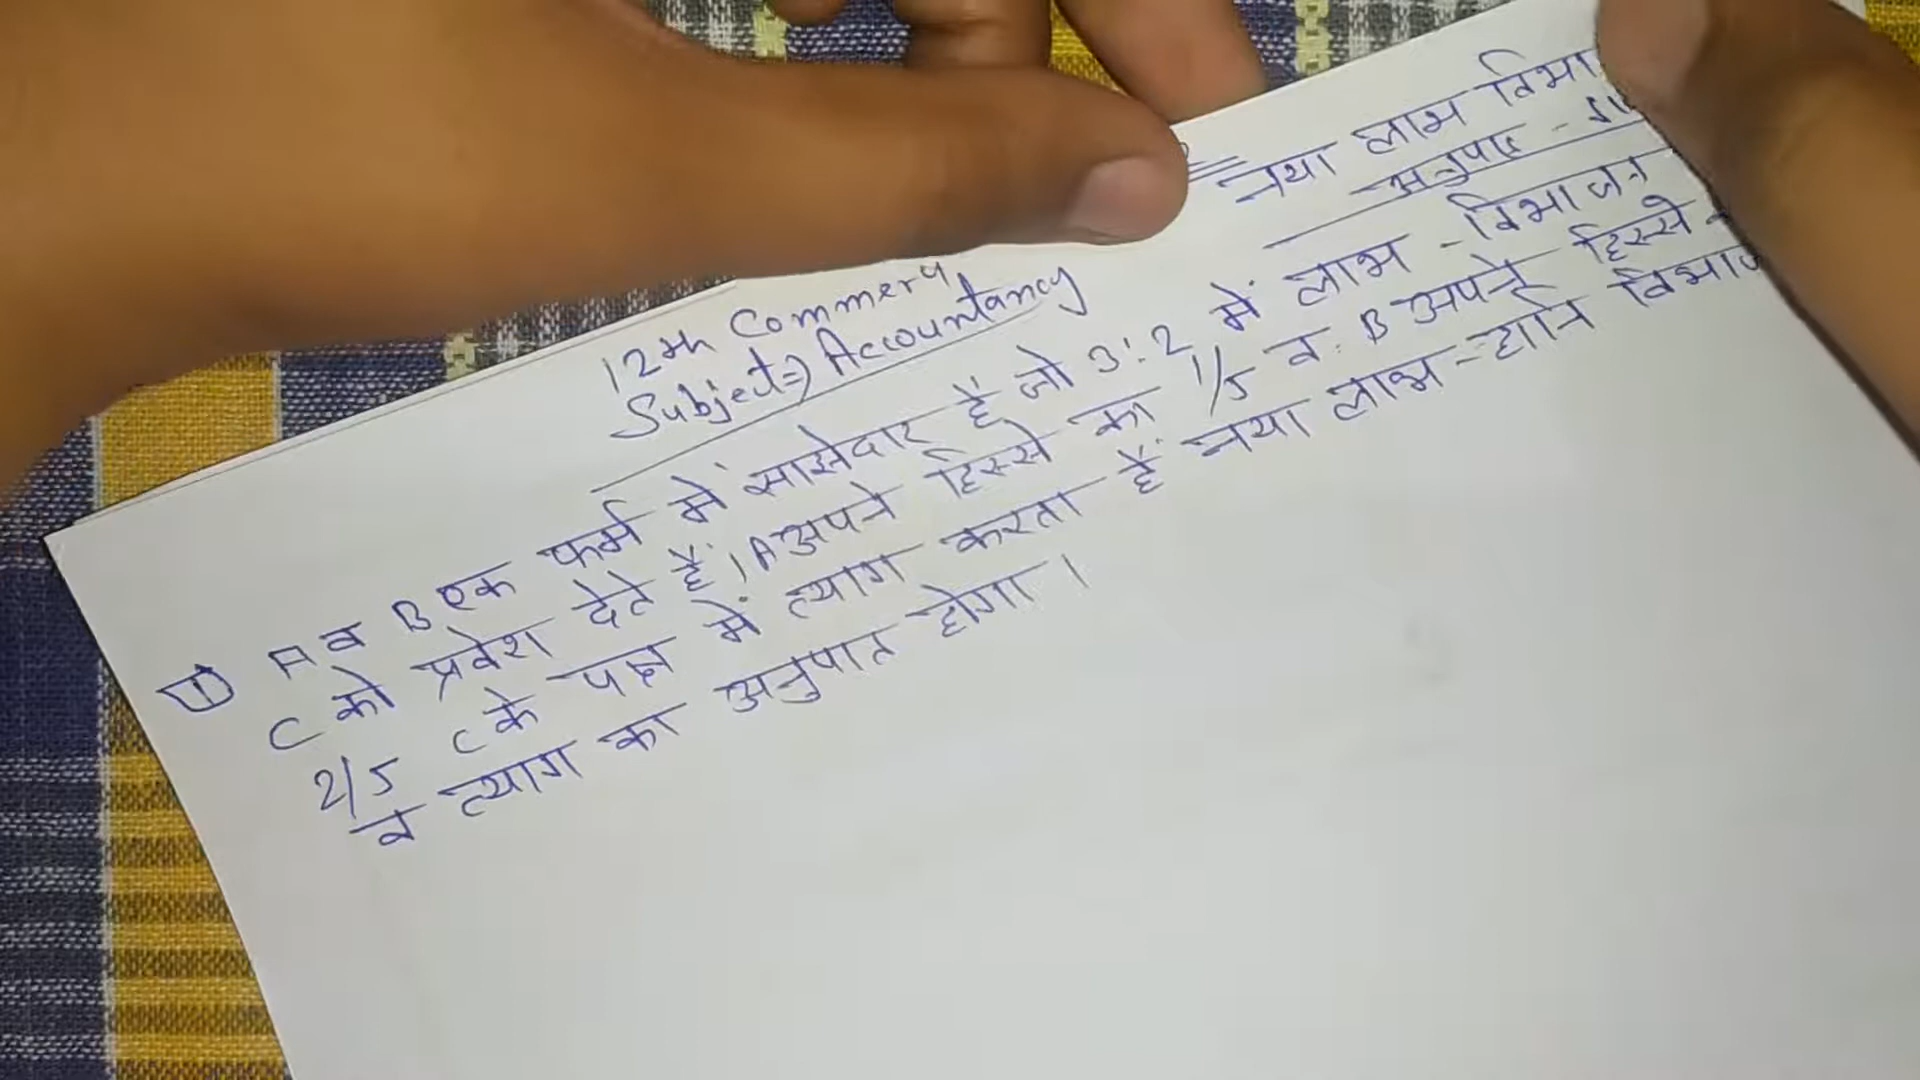 नया लाभ विभा
अनुपात -
12th Commerc
Subject => Accountancy
① A व B एक फर्म में साझेदार है जो 3:2 में लाभ - विभाजन
C को प्रवेश देते है। A अपने हिस्से का 1/5 व B अपने हिस्से
2/5 C के पक्ष में त्याग करता है नया लाभ - हानि विभाज
व त्याग का अनुपात होगा।